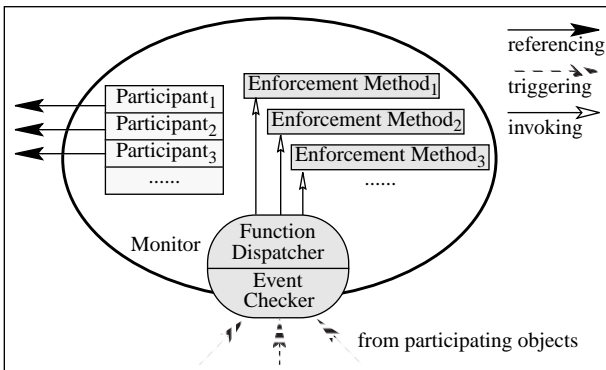 referencing
triggering
invoking
Participant1
Participant2
Participant3
......
Enforcement Method1
Enforcement Method2
Enforcement Method3
......
Monitor
Function
Dispatcher
Event
Checker
from participating objects